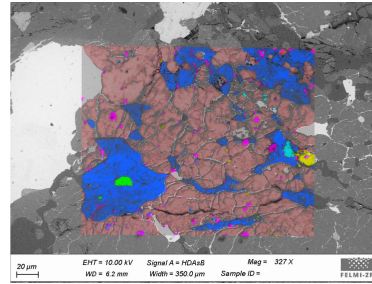 20 µm
EHT = 10.00 kV
Signal A = HDAsB
Mag = 327 X
WD = 6.2 mm
Width = 350.0 µm
Sample ID =
FELMI-ZFE